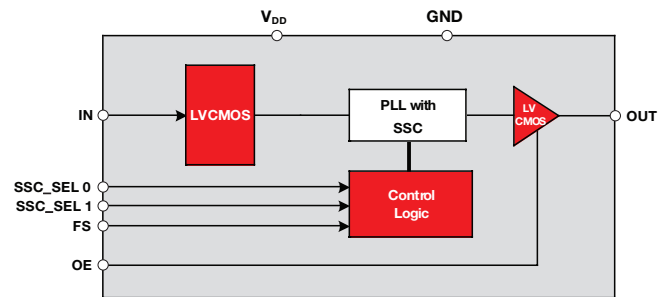 VDD
GND
IN
LVCMOS
PLL with
SSC
LV
CMOS
OUT
SSC_SEL 0
SSC_SEL 1
FS
Control
Logic
OE